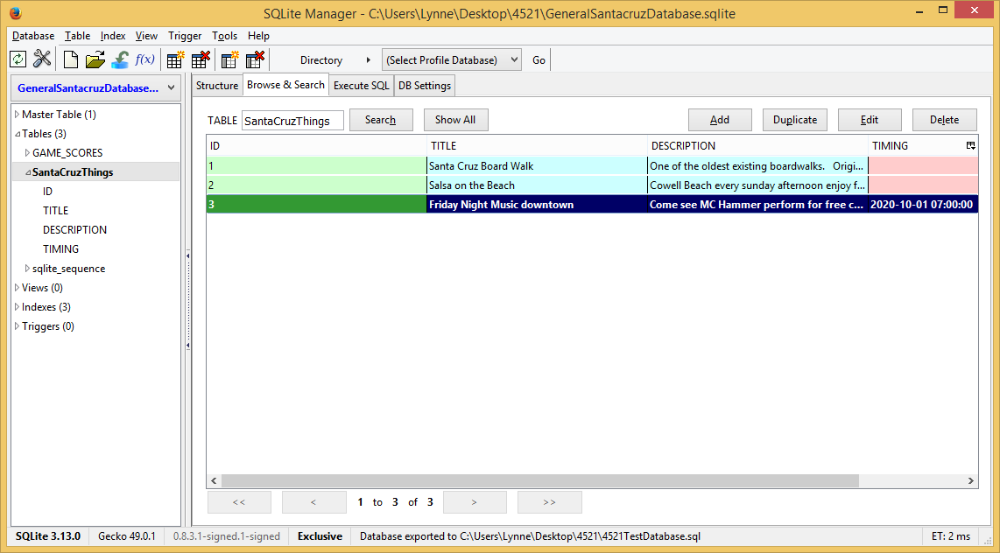 SQLite Manager - C:\Users\Lynne\Desktop\4521\GeneralSantacruzDatabase.sqlite
Database Table Index View Trigger Tools Help
f(x) Directory (Select Profile Database) Go
GeneralSantacruzDatabase...
Structure Browse & Search Execute SQL DB Settings
Master Table (1)
Tables (3)
GAME_SCORES
SantaCruzThings
ID
TITLE
DESCRIPTION
TIMING
sqlite_sequence
Views (0)
Indexes (3)
Triggers (0)
TABLE SantaCruzThings Search Show All Add Duplicate Edit Delete
ID TITLE DESCRIPTION TIMING
1 Santa Cruz Board Walk One of the oldest existing boardwalks. Origi...
2 Salsa on the Beach Cowell Beach every sunday afternoon enjoy f...
3 Friday Night Music downtown Come see MC Hammer perform for free c... 2020-10-01 07:00:00
<< < 1 to 3 of 3 > >>
SQLite 3.13.0 Gecko 49.0.1 0.8.3.1-signed.1-signed Exclusive Database exported to C:\Users\Lynne\Desktop\4521\4521TestDatabase.sql ET: 2 ms